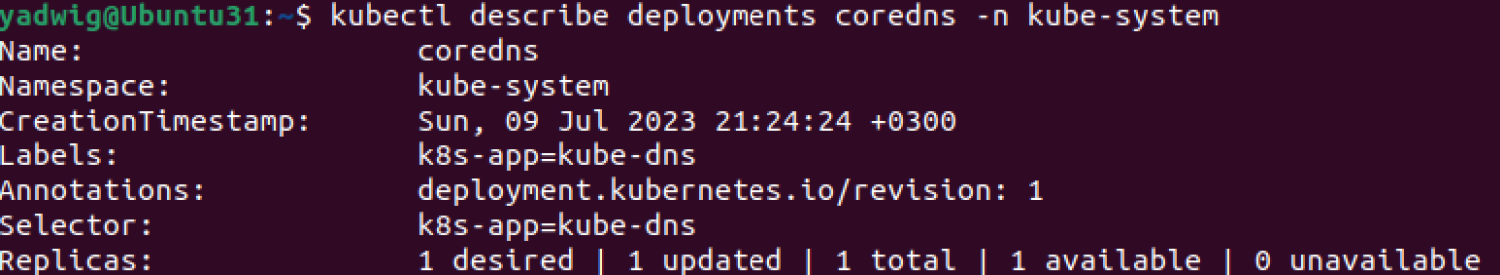 yadwig@Ubuntu31:~$ kubectl describe deployments coredns -n kube-system
Name:                   coredns
Namespace:              kube-system
CreationTimestamp:      Sun, 09 Jul 2023 21:24:24 +0300
Labels:                 k8s-app=kube-dns
Annotations:            deployment.kubernetes.io/revision: 1
Selector:               k8s-app=kube-dns
Replicas:               1 desired | 1 updated | 1 total | 1 available | 0 unavailable